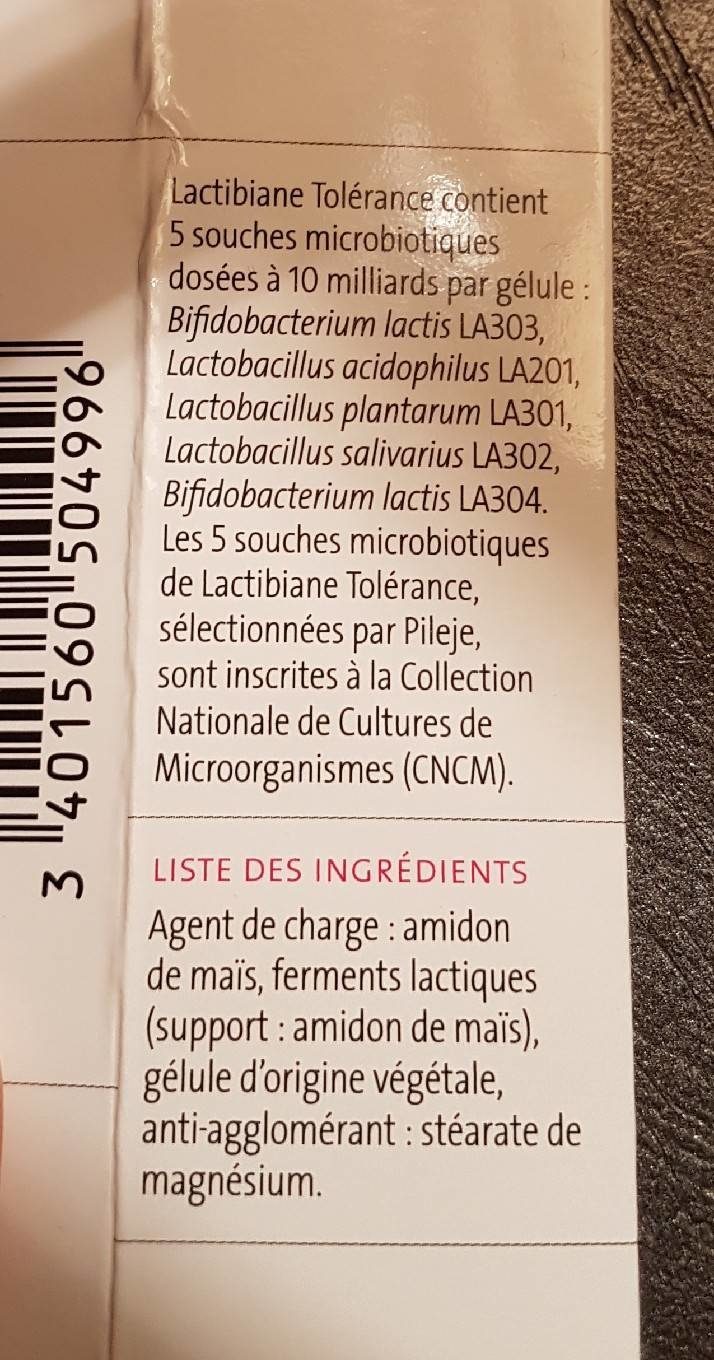 Lactibiane Tolérance contient
5 souches microbiotiques
dosées à 10 milliards par gélule :
Bifidobacterium lactis LA303,
Lactobacillus acidophilus LA201,
Lactobacillus plantarum LA301,
Lactobacillus salivarius LA302,
Bifidobacterium lactis LA304.
Les 5 souches microbiotiques
de Lactibiane Tolérance,
sélectionnées par Pileje,
sont inscrites à la Collection
Nationale de Cultures de
Microorganismes (CNCM).
LISTE DES INGRÉDIENTS
Agent de charge : amidon
de maïs, ferments lactiques
(support : amidon de maïs),
gélule d'origine végétale,
anti-agglomérant : stéarate de
magnésium.
3 401560 504996